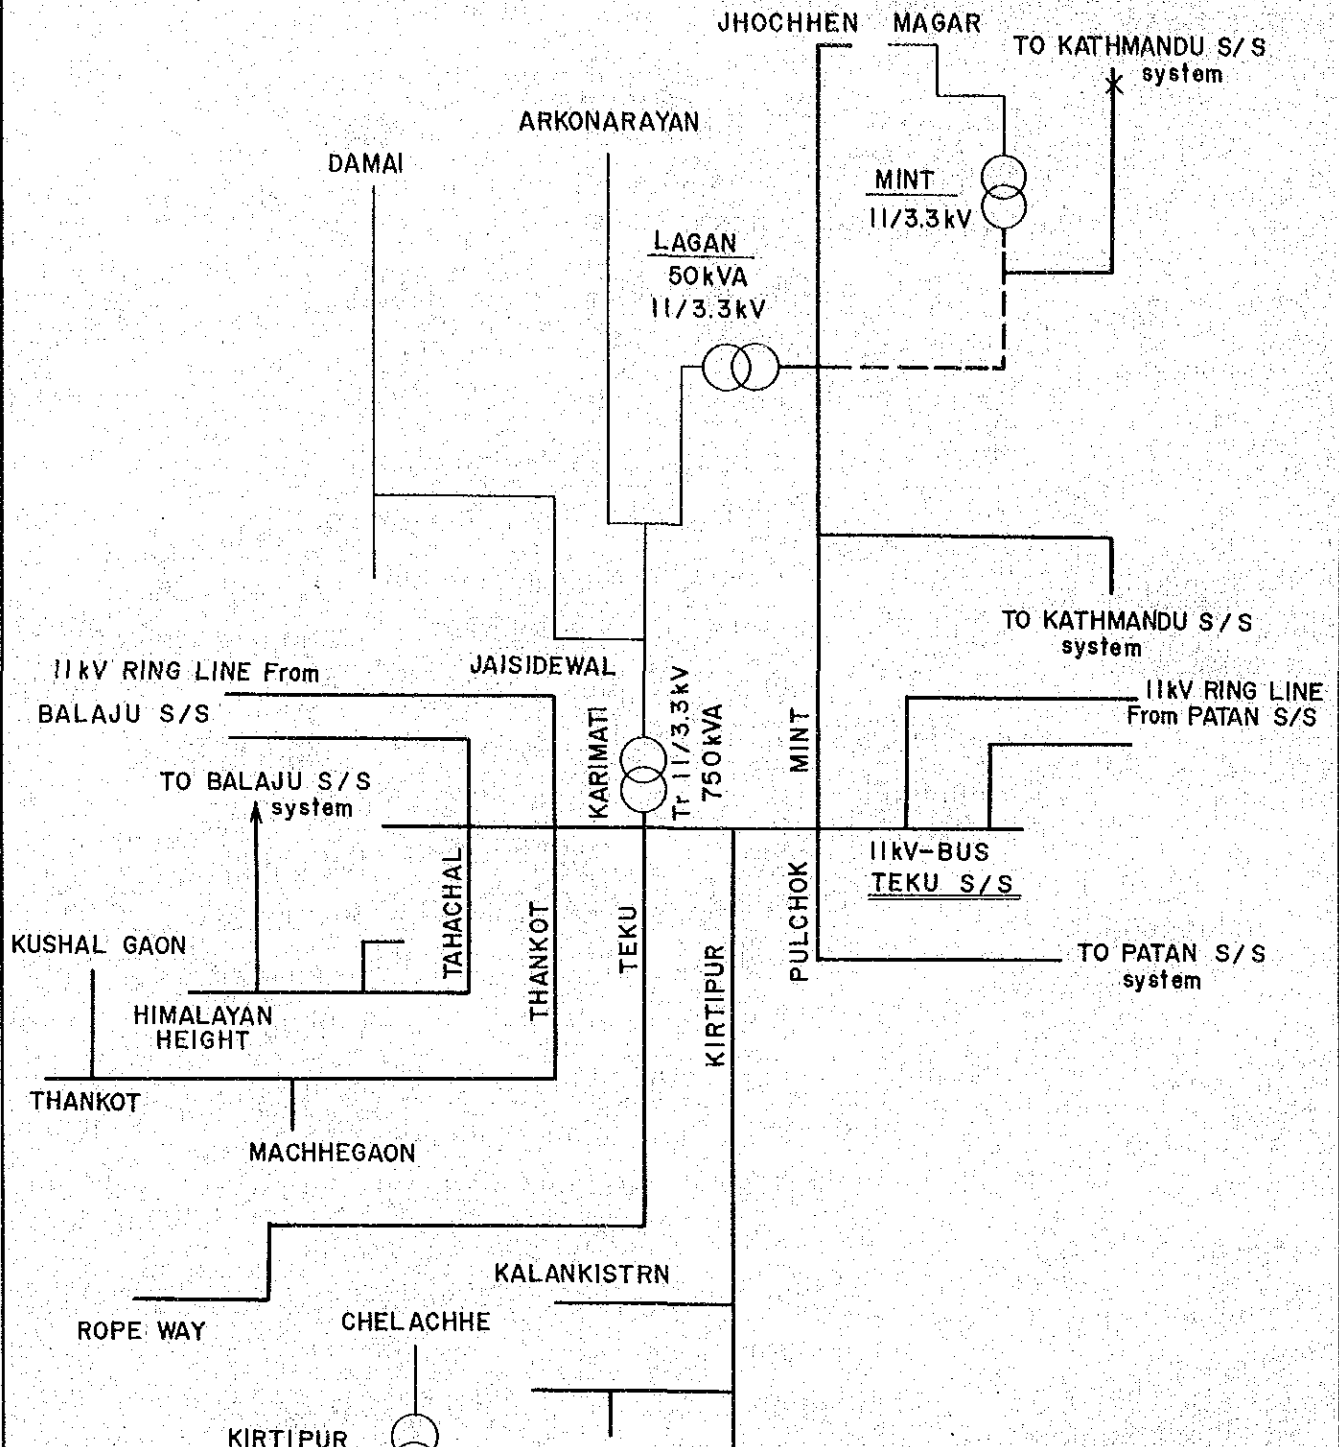 JHOCHHEN MAGAR
TO KATHMANDU S/S
system
ARKONARAYAN
DAMAI
MINT
11/3.3kV
LAGAN
50kVA
11/3.3kV
TO KATHMANDU S/S
system
JAISIDEWAL
11kV RING LINE From
BALAJU S/S
11kV RING LINE
From PATAN S/S
KARIMATI
Tr 11/3.3kV
750kVA
MINT
TO BALAJU S/S
system
11kV-BUS
TEKU S/S
TAHACHAL
THANKOT
TEKU
KIRTIPUR
PULCHOK
KUSHAL GAON
TO PATAN S/S
system
HIMALAYAN
HEIGHT
THANKOT
MACHHEGAON
KALANKISTRN
ROPE WAY
CHELACHHE
KIRTIPUR